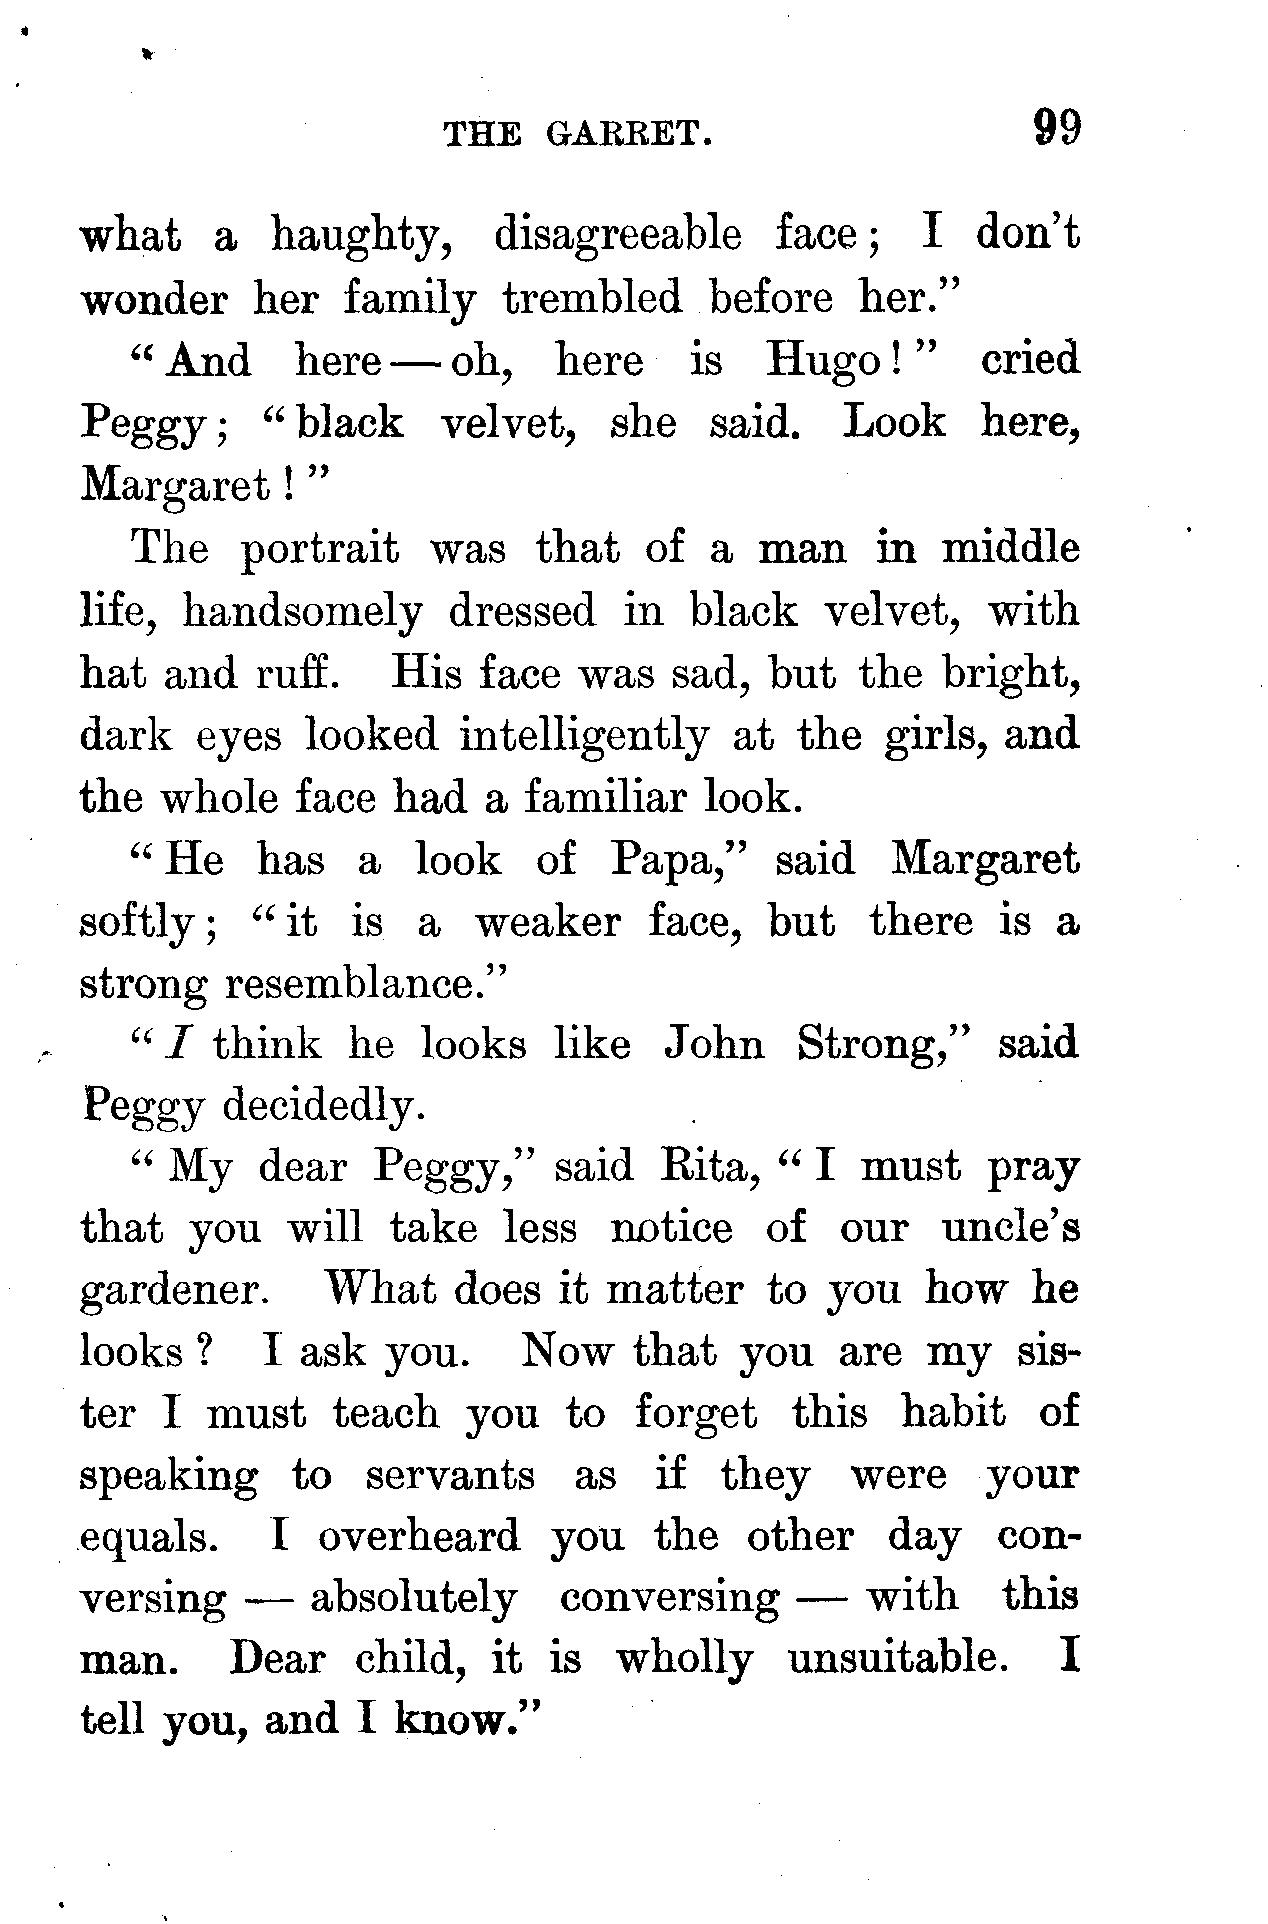 THE GARRET. 99
what a haughty, disagreeable face; I don't
wonder her family trembled before her."
"And here—oh, here is Hugo!" cried
Peggy; "black velvet, she said. Look here,
Margaret!"
The portrait was that of a man in middle
life, handsomely dressed in black velvet, with
hat and ruff. His face was sad, but the bright,
dark eyes looked intelligently at the girls, and
the whole face had a familiar look.
"He has a look of Papa," said Margaret
softly; "it is a weaker face, but there is a
strong resemblance."
"I think he looks like John Strong," said
Peggy decidedly.
"My dear Peggy," said Rita, "I must pray
that you will take less notice of our uncle's
gardener. What does it matter to you how he
looks? I ask you. Now that you are my sis-
ter I must teach you to forget this habit of
speaking to servants as if they were your
equals. I overheard you the other day con-
versing — absolutely conversing — with this
man. Dear child, it is wholly unsuitable. I
tell you, and I know."